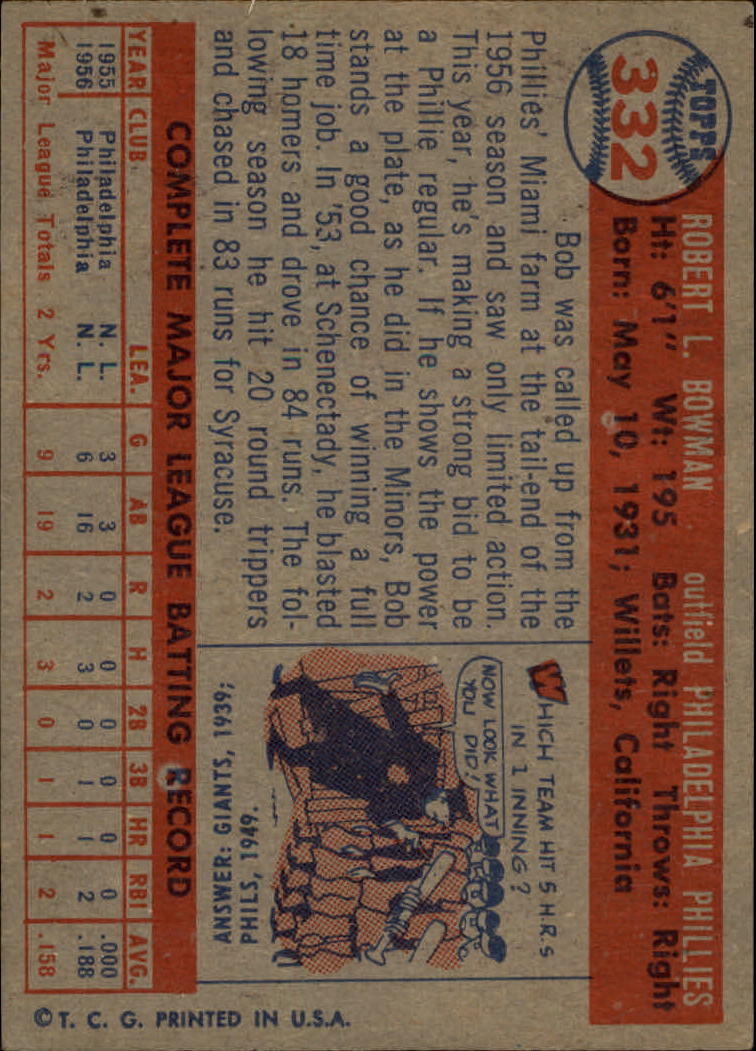 TOPPS
332
ROBERT L. BOWMAN outfield PHILADELPHIA PHILLIES
Ht: 6'1" Wt: 195 Bats: Right Throws: Right
Born: May 10, 1931; Willets, California
Bob was called up from the
Phillies' Miami farm at the tail-end of the
1956 season and saw only limited action.
This year, he's making a strong bid to be
a Phillie regular. If he shows the power
at the plate, as he did in the Minors, Bob
stands a good chance of winning a full
time job. In '53, at Schenectady, he blasted
18 homers and drove in 84 runs. The fol-
lowing season he hit 20 round trippers
and chased in 83 runs for Syracuse.
WHICH TEAM HIT 5 H.R.S
IN 1 INNING?
NOW LOOK WHAT
YOU DID!
ANSWER: GIANTS, 1939;
PHILS, 1949.
COMPLETE MAJOR LEAGUE BATTING RECORD
YEAR CLUB LEA. G AB R H 2B 3B HR RBI AVG.
1955 Philadelphia N. L. 3 3 0 0 0 0 0 0 .000
1956 Philadelphia N. L. 6 16 2 3 0 1 1 2 .188
Major League Totals 2 Yrs. 9 19 2 3 0 1 1 2 .158
© T. C. G. PRINTED IN U.S.A.